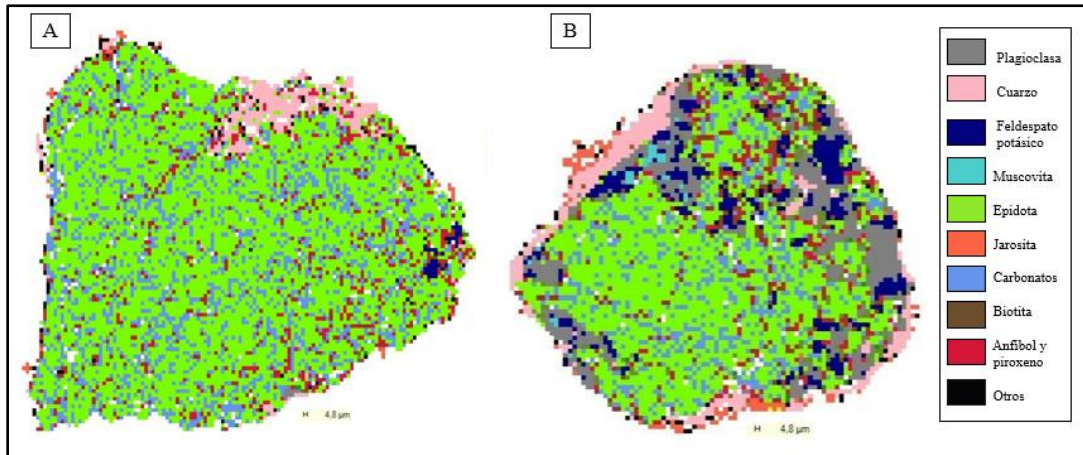 A
B
Plagioclasa
Cuarzo
Feldespato
potásico
Muscovita
Epidota
Jarosita
Carbonatos
Biotita
Anfíbol y
piroxeno
Otros
H 4,8 µm
H 4,8 µm